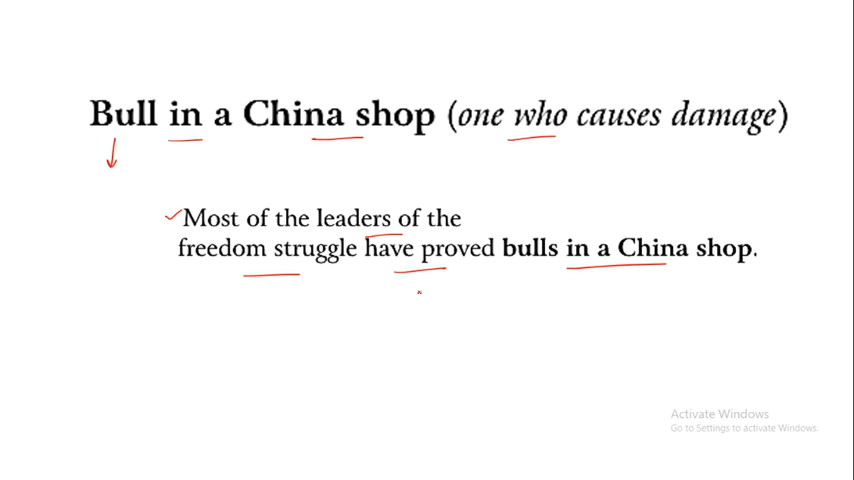 Bull in a China shop (one who causes damage)
Most of the leaders of the
freedom struggle have proved bulls in a China shop.
Activate Windows
Go to Settings to activate Windows.